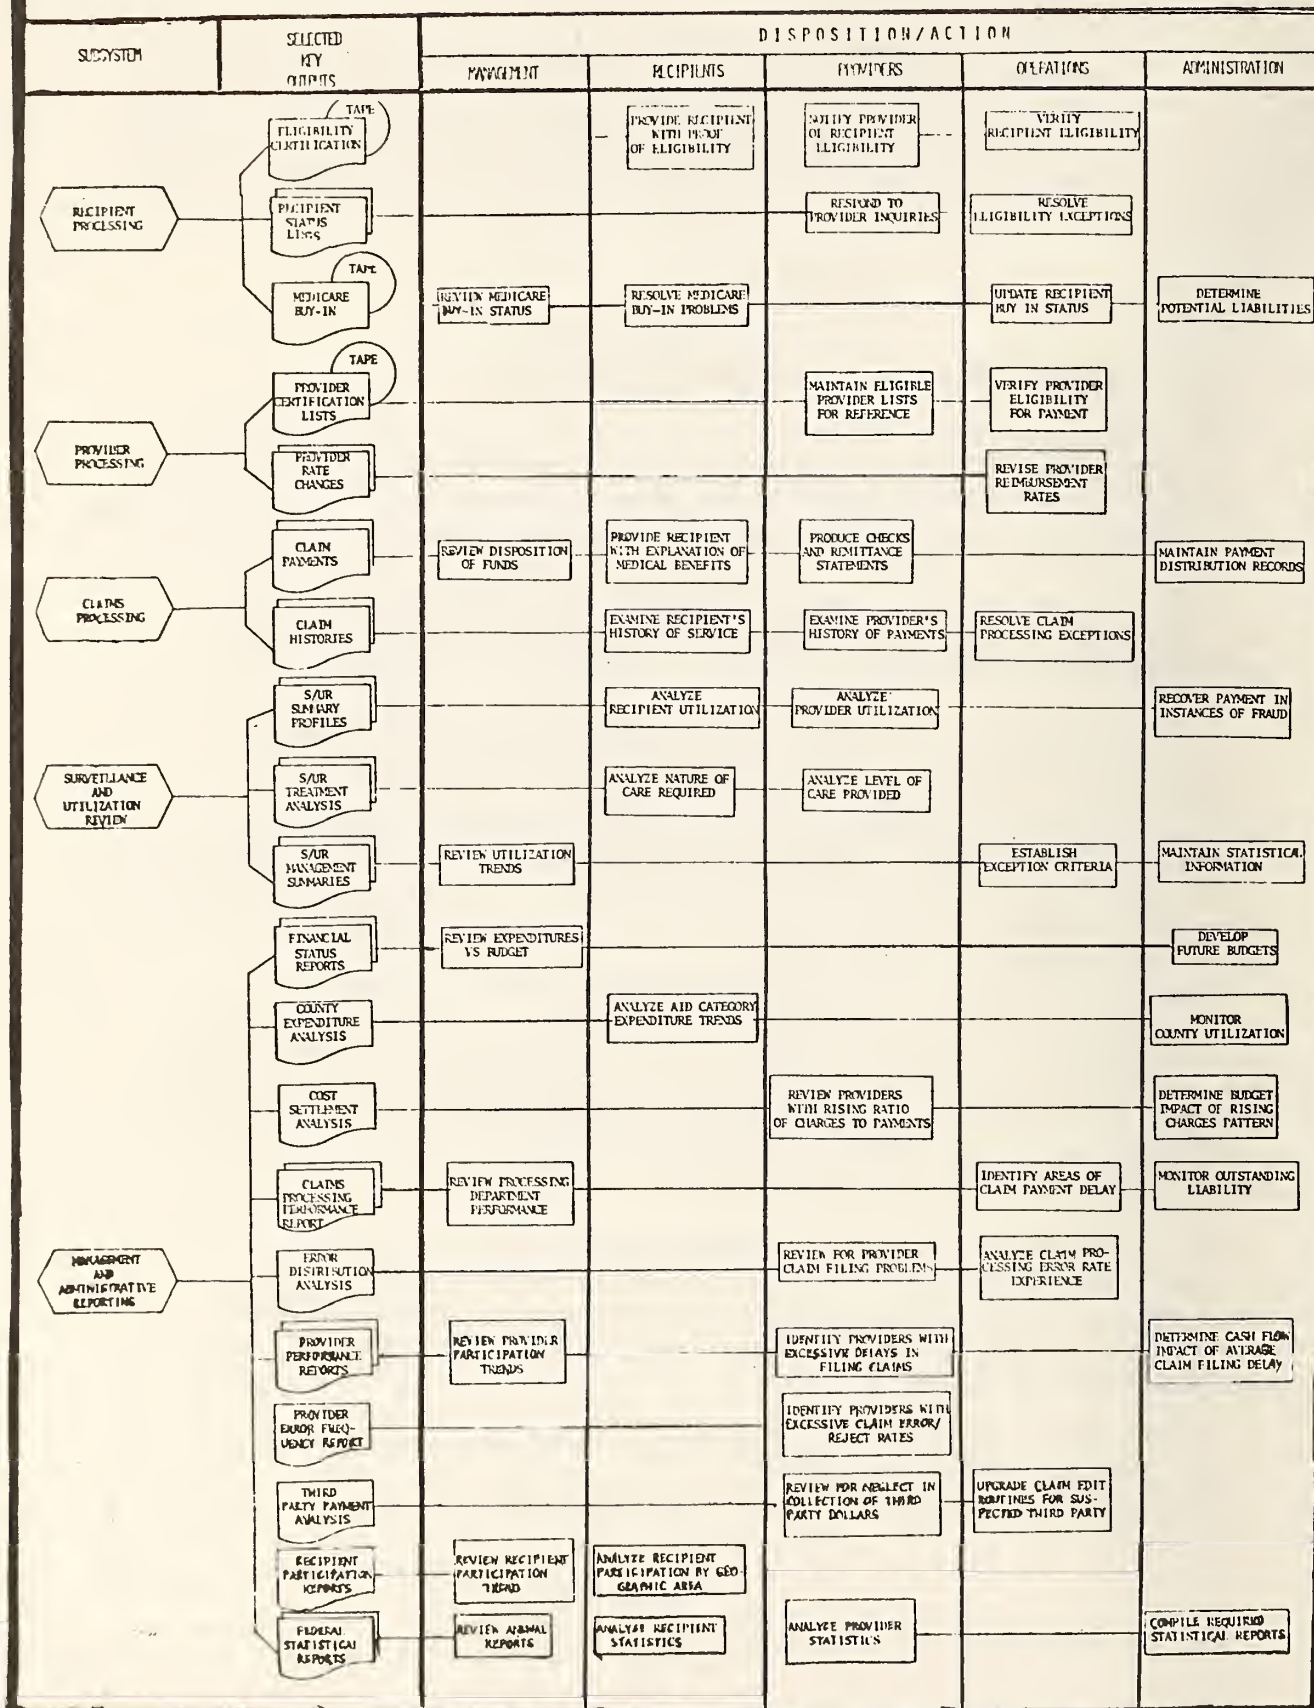 DISPOSITION/ACTION
SUBSYSTEM
SELECTED
KEY
OUTPUTS
MANAGEMENT
RECIPIENTS
PROVIDERS
OPERATIONS
ADMINISTRATION
RECIPIENT
PROCESSING
TAPE
ELIGIBILITY
CERTIFICATION
PROVIDE RECIPIENT
WITH PROOF
OF ELIGIBILITY
NOTIFY PROVIDER
OF RECIPIENT
ELIGIBILITY
VERIFY
RECIPIENT ELIGIBILITY
RECIPIENT
STATUS
LISTS
RESPOND TO
PROVIDER INQUIRIES
RESOLVE
ELIGIBILITY EXCEPTIONS
TAPE
MEDICARE
BUY-IN
REVIEW MEDICARE
BUY-IN STATUS
RESOLVE MEDICARE
BUY-IN PROBLEMS
UPDATE RECIPIENT
BUY IN STATUS
DETERMINE
POTENTIAL LIABILITIES
PROVIDER
PROCESSING
TAPE
PROVIDER
CERTIFICATION
LISTS
MAINTAIN ELIGIBLE
PROVIDER LISTS
FOR REFERENCE
VERIFY PROVIDER
ELIGIBILITY
FOR PAYMENT
PROVIDER
RATE
CHANGES
REVISE PROVIDER
REIMBURSEMENT
RATES
CLAIMS
PROCESSING
CLAIM
PAYMENTS
REVIEW DISPOSITION
OF FUNDS
PROVIDE RECIPIENT
WITH EXPLANATION OF
MEDICAL BENEFITS
PRODUCE CHECKS
AND REMITTANCE
STATEMENTS
MAINTAIN PAYMENT
DISTRIBUTION RECORDS
CLAIM
HISTORIES
EXAMINE RECIPIENT'S
HISTORY OF SERVICE
EXAMINE PROVIDER'S
HISTORY OF PAYMENTS
RESOLVE CLAIM
PROCESSING EXCEPTIONS
SURVEILLANCE
AND
UTILIZATION
REVIEW
S/UR
SUMMARY
PROFILES
ANALYZE
RECIPIENT UTILIZATION
ANALYZE
PROVIDER UTILIZATION
RECOVER PAYMENT IN
INSTANCES OF FRAUD
S/UR
TREATMENT
ANALYSIS
ANALYZE NATURE OF
CARE REQUIRED
ANALYZE LEVEL OF
CARE PROVIDED
S/UR
MANAGEMENT
SUMMARIES
REVIEW UTILIZATION
TRENDS
ESTABLISH
EXCEPTION CRITERIA
MAINTAIN STATISTICAL
INFORMATION
MANAGEMENT
AND
ADMINISTRATIVE
REPORTING
FINANCIAL
STATUS
REPORTS
REVIEW EXPENDITURES
VS BUDGET
DEVELOP
FUTURE BUDGETS
COUNTY
EXPENDITURE
ANALYSIS
ANALYZE AID CATEGORY
EXPENDITURE TRENDS
MONITOR
COUNTY UTILIZATION
COST
SETTLEMENT
ANALYSIS
REVIEW PROVIDERS
WITH RISING RATIO
OF CHARGES TO PAYMENTS
DETERMINE BUDGET
IMPACT OF RISING
CHARGES PATTERN
CLAIMS
PROCESSING
PERFORMANCE
REPORT
REVIEW PROCESSING
DEPARTMENT
PERFORMANCE
IDENTIFY AREAS OF
CLAIM PAYMENT DELAY
MONITOR OUTSTANDING
LIABILITY
ERROR
DISTRIBUTION
ANALYSIS
REVIEW FOR PROVIDER
CLAIM FILING PROBLEMS
ANALYZE CLAIM PRO-
CESSING ERROR RATE
EXPERIENCE
PROVIDER
PERFORMANCE
REPORTS
REVIEW PROVIDER
PARTICIPATION
TRENDS
IDENTIFY PROVIDERS WITH
EXCESSIVE DELAYS IN
FILING CLAIMS
DETERMINE CASH FLOW
IMPACT OF AVERAGE
CLAIM FILING DELAY
PROVIDER
ERROR FREQ-
UENCY REPORT
IDENTIFY PROVIDERS WITH
EXCESSIVE CLAIM ERROR/
REJECT RATES
THIRD
PARTY PAYMENT
ANALYSIS
REVIEW FOR NEGLECT IN
COLLECTION OF THIRD
PARTY DOLLARS
UPGRADE CLAIM EDIT
ROUTINES FOR SUS-
PECTED THIRD PARTY
RECIPIENT
PARTICIPATION
REPORTS
REVIEW RECIPIENT
PARTICIPATION
TREND
ANALYZE RECIPIENT
PARTICIPATION BY GEO-
GRAPHIC AREA
FEDERAL
STATISTICAL
REPORTS
REVIEW ANNUAL
REPORTS
ANALYZE RECIPIENT
STATISTICS
ANALYZE PROVIDER
STATISTICS
COMPILE REQUIRED
STATISTICAL REPORTS